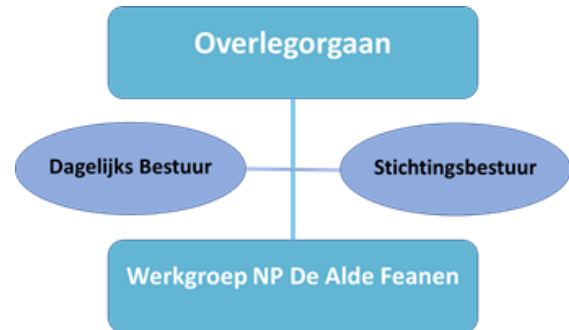 Overlegorgaan
Dagelijks Bestuur
Stichtingsbestuur
Werkgroep NP De Alde Feanen